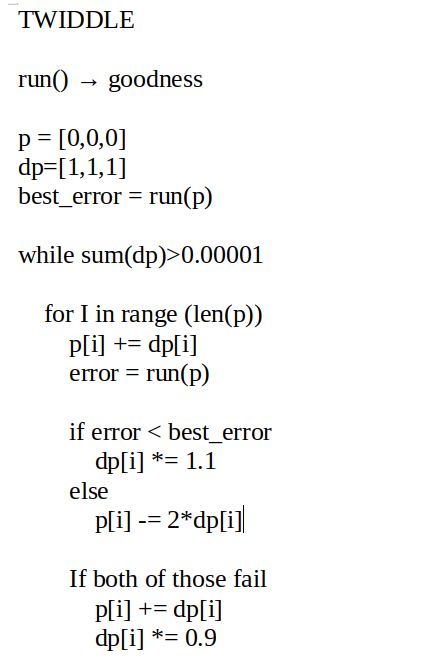 TWIDDLE
run() → goodness
p = [0,0,0]
dp=[1,1,1]
best_error = run(p)
while sum(dp)>0.00001
for I in range (len(p))
p[i] += dp[i]
error = run(p)
if error < best_error
dp[i] *= 1.1
else
p[i] -= 2*dp[i]
If both of those fail
p[i] += dp[i]
dp[i] *= 0.9